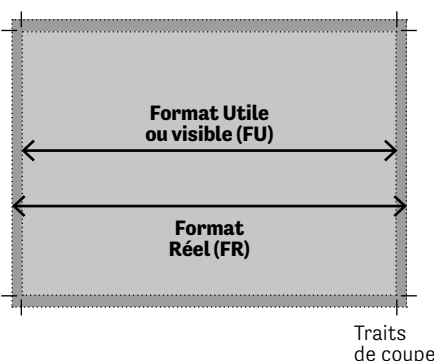 Format Utile
ou visible (FU)
Format
Réel (FR)
Traits
de coupe